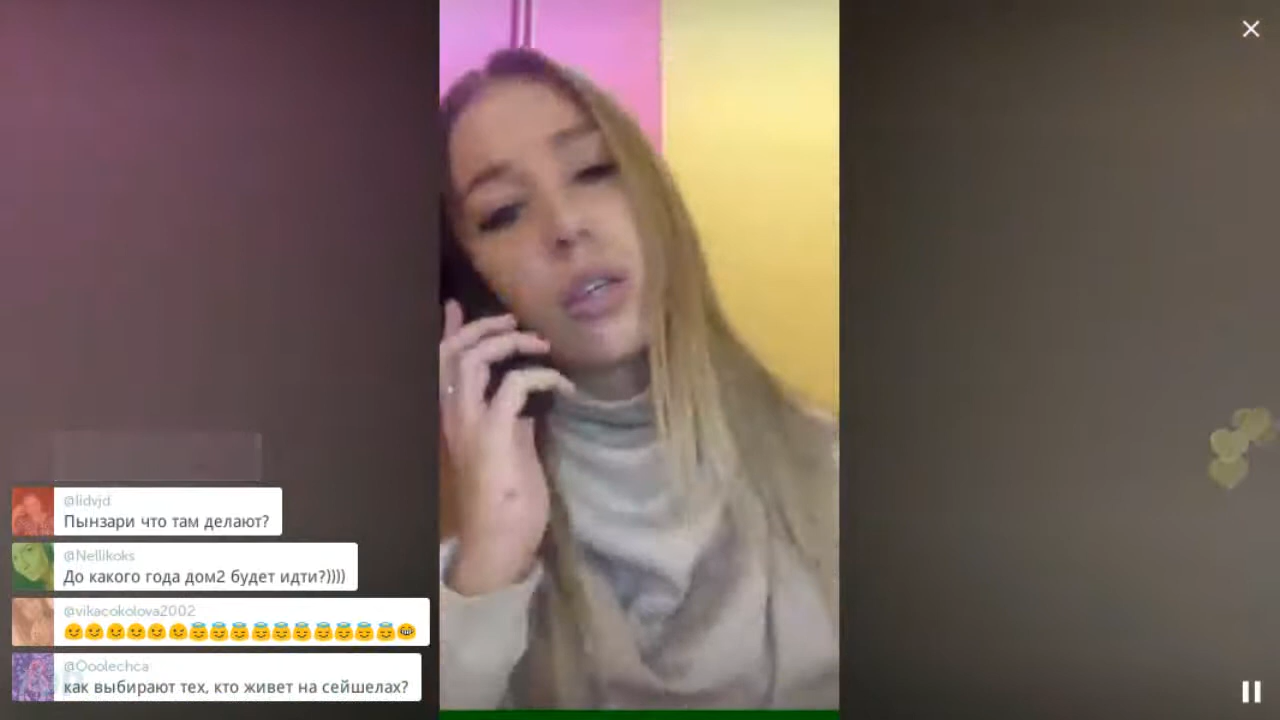 @lidvjd
Пынзари что там делают?
@Nellikoks
До какого года дом2 будет идти?))))
@vikacokolova2002
@Ooolechca
как выбирают тех, кто живет на сейшелах?